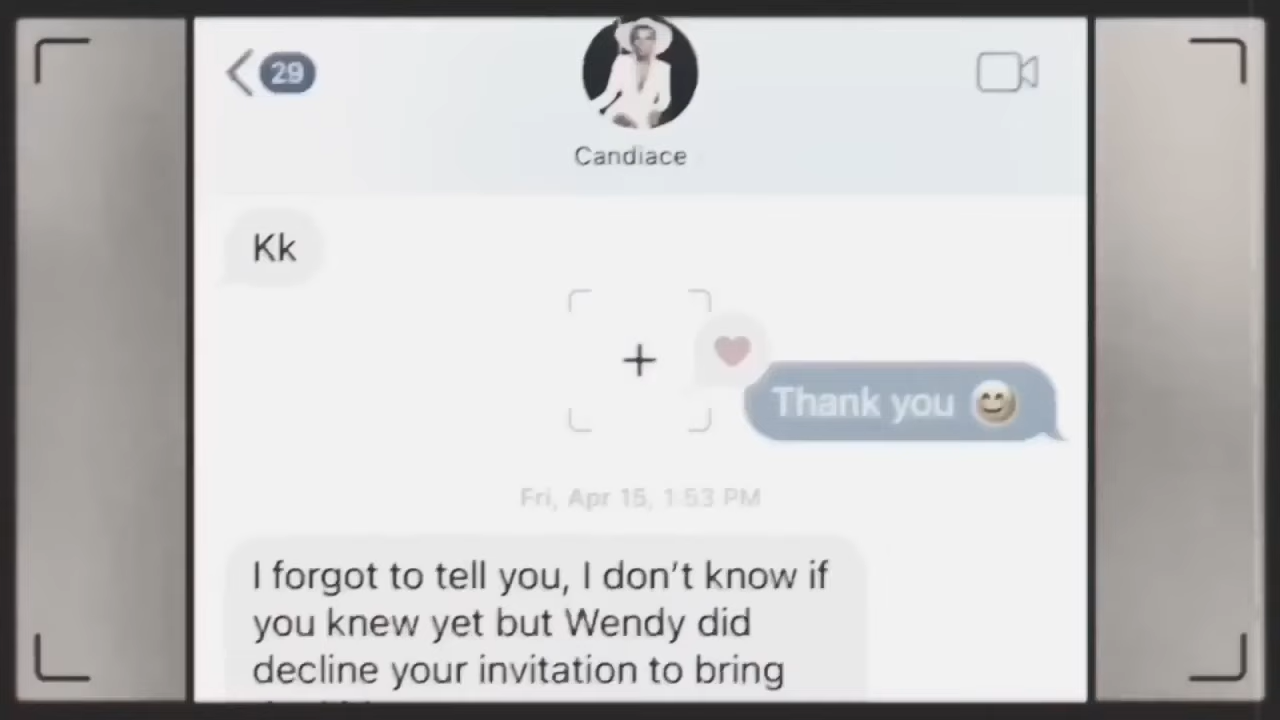 29
Candiace
Kk
Thank you
Fri, Apr 15, 1:53 PM
I forgot to tell you, I don't know if
you knew yet but Wendy did
decline your invitation to bring